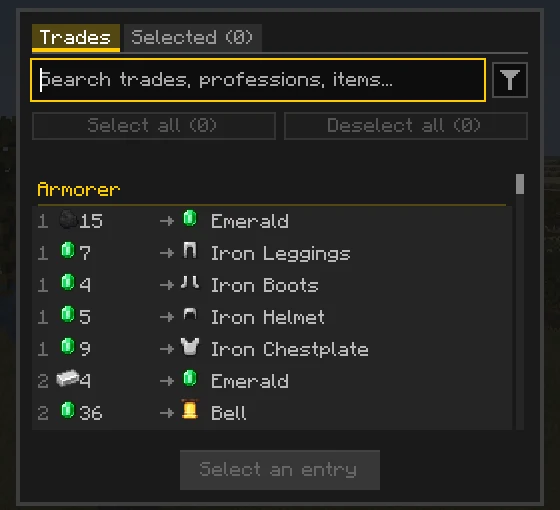 Trades Selected (0)
Search trades, professions, items...
Select all (0) Deselect all (0)
Armorer
1 15 → Emerald
1 7 → Iron Leggings
1 4 → Iron Boots
1 5 → Iron Helmet
1 9 → Iron Chestplate
2 4 → Emerald
2 36 → Bell
Select an entry